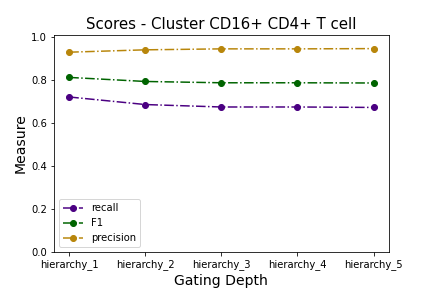 Scores - Cluster CD16+ CD4+ T cell
Measure
1.0
0.8
0.6
0.4
0.2
0.0
recall
F1
precision
hierarchy_1 hierarchy_2 hierarchy_3 hierarchy_4 hierarchy_5
Gating Depth